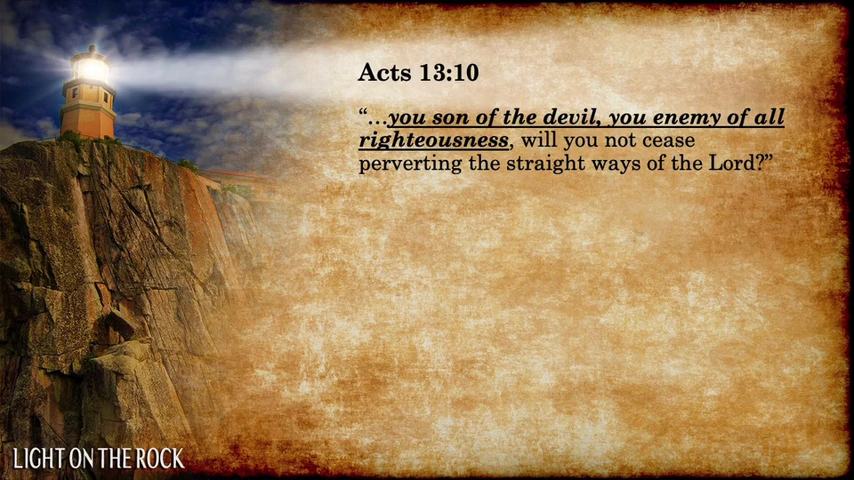 Acts 13:10
“…you son of the devil, you enemy of all
righteousness, will you not cease
perverting the straight ways of the Lord?”
LIGHT ON THE ROCK